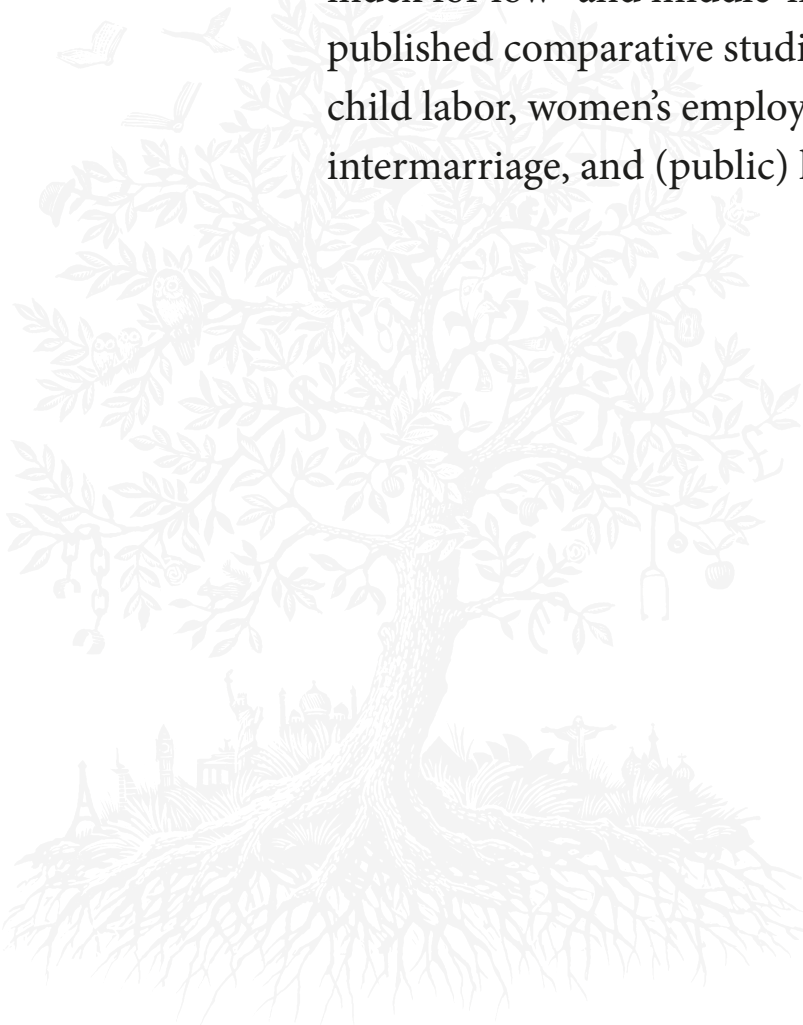 published comparative studi
child labor, women’s employ
intermarriage, and (public)